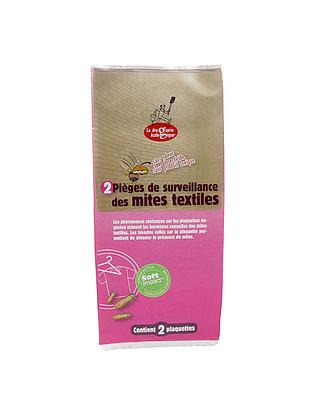 La droguerie
écologique
2 Pièges de surveillance
des mites textiles
Les phéromones contenues sur les plaquettes en-
gluées miment les hormones sexuelles des mites
textiles. Les insectes collés sur la plaquette per-
mettent de détecter la présence de mites.
Soft
impact
Contient 2 plaquettes